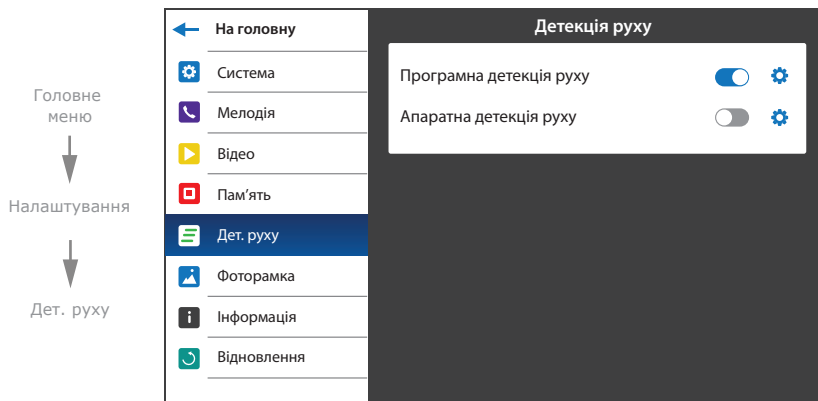 Головне
меню
Налаштування
Дет. руху
На головну
Система
Мелодія
Відео
Пам’ять
Дет. руху
Фоторамка
Інформація
Відновлення
Детекція руху
Програмна детекція руху
Апаратна детекція руху